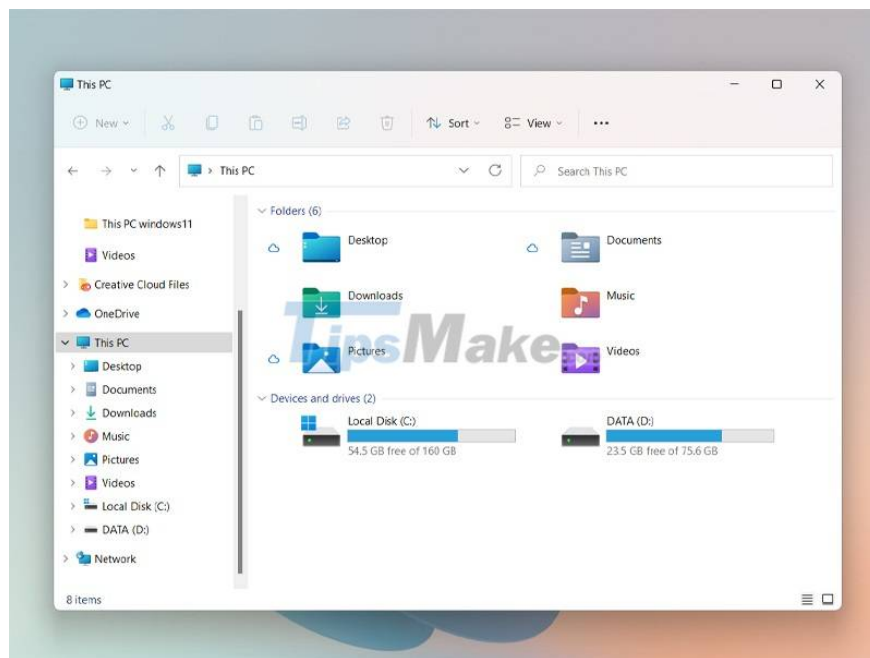 This PC
New
Sort
View
This PC
Search This PC
This PC windows11
Videos
Creative Cloud Files
OneDrive
This PC
Desktop
Documents
Downloads
Music
Pictures
Videos
Local Disk (C:)
DATA (D:)
Network
Folders (6)
Desktop
Documents
Downloads
Music
Pictures
Videos
TipsMake.com
Devices and drives (2)
Local Disk (C:)
54.5 GB free of 160 GB
DATA (D:)
23.5 GB free of 75.6 GB
8 items